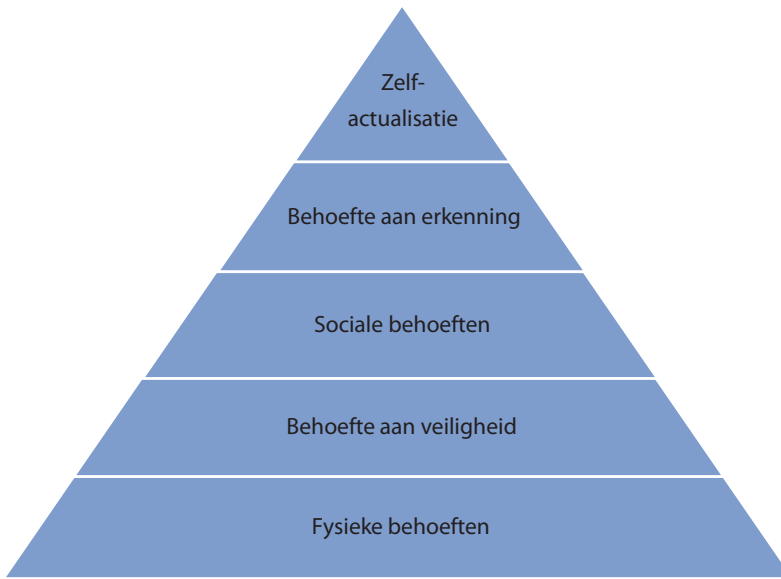 Zelf-
actualisatie
Behoefte aan erkenning
Sociale behoeften
Behoefte aan veiligheid
Fysieke behoeften